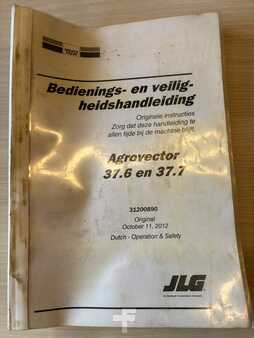 Bedienings- en veilig-
heidshandleiding
Originele instructies
Zorg dat deze handleiding te
allen tijde bij de machine blijft.
Agrovector
37.6 en 37.7
31200890
Original
October 11, 2012
Dutch - Operation & Safety
JLG